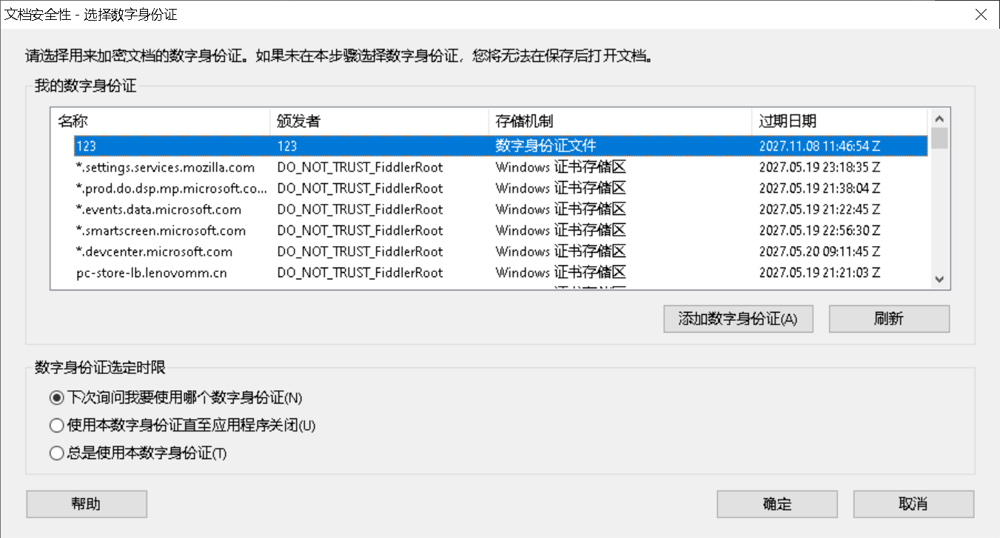 文档安全性 - 选择数字身份证
请选择用来加密文档的数字身份证。如果未在本步骤选择数字身份证，您将无法在保存后打开文档。
我的数字身份证
名称 颁发者 存储机制 过期日期
123 123 数字身份证文件 2027.11.08 11:46:54 Z
*.settings.services.mozilla.com DO_NOT_TRUST_FiddlerRoot Windows 证书存储区 2027.05.19 23:18:35 Z
*.prod.do.dsp.mp.microsoft.co... DO_NOT_TRUST_FiddlerRoot Windows 证书存储区 2027.05.19 21:38:04 Z
*.events.data.microsoft.com DO_NOT_TRUST_FiddlerRoot Windows 证书存储区 2027.05.19 21:22:45 Z
*.smartscreen.microsoft.com DO_NOT_TRUST_FiddlerRoot Windows 证书存储区 2027.05.19 22:56:30 Z
*.devcenter.microsoft.com DO_NOT_TRUST_FiddlerRoot Windows 证书存储区 2027.05.20 09:11:45 Z
pc-store-lb.lenovomm.cn DO_NOT_TRUST_FiddlerRoot Windows 证书存储区 2027.05.19 21:21:03 Z
添加数字身份证(A) 刷新
数字身份证选定时限
下次询问我要使用哪个数字身份证(N)
使用本数字身份证直至应用程序关闭(U)
总是使用本数字身份证(T)
帮助 确定 取消